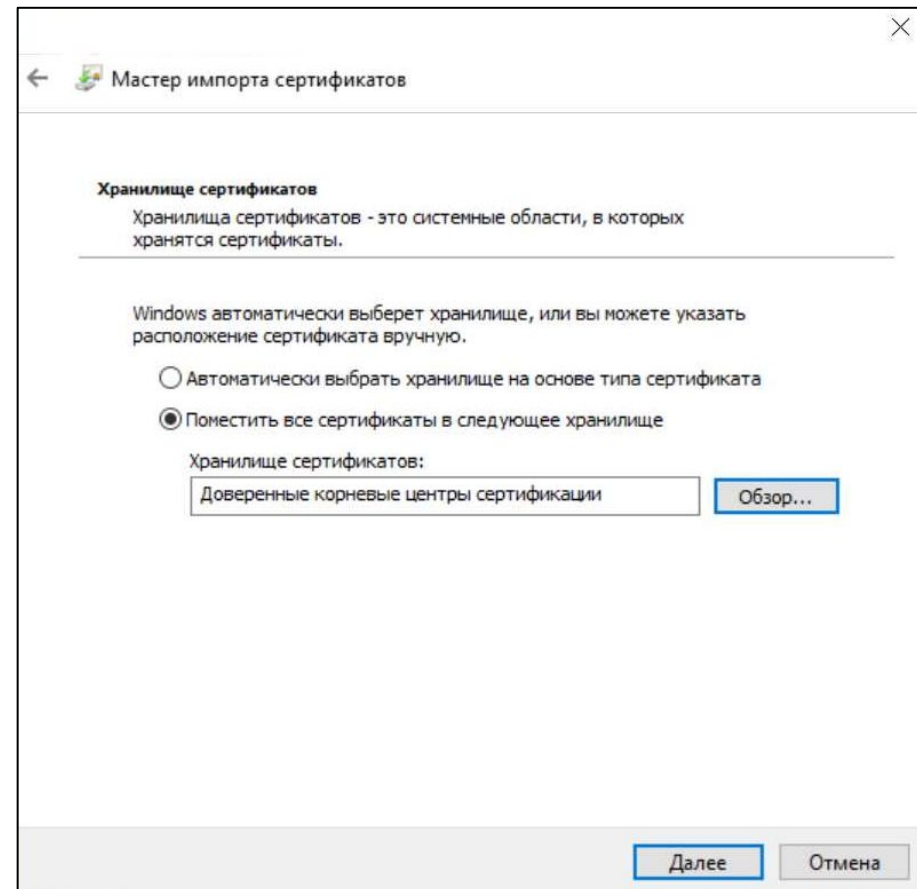 Мастер импорта сертификатов
Хранилище сертификатов
Хранилища сертификатов - это системные области, в которых
хранятся сертификаты.
Windows автоматически выберет хранилище, или вы можете указать
расположение сертификата вручную.
Автоматически выбрать хранилище на основе типа сертификата
Поместить все сертификаты в следующее хранилище
Хранилище сертификатов:
Доверенные корневые центры сертификации
Обзор...
Далее
Отмена